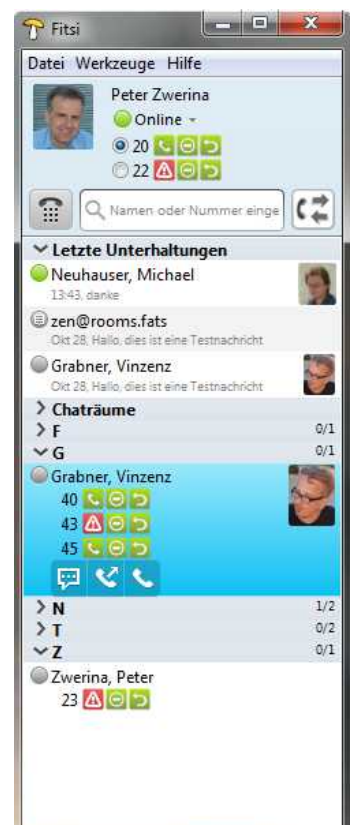 Fitsi
Datei Werkzeuge Hilfe
Peter Zwerina
Online
20
22
Namen oder Nummer einge
Letzte Unterhaltungen
Neuhauser, Michael
13:43, danke
zen@rooms.fats
Okt 28, Hallo, dies ist eine Testnachricht
Grabner, Vinzenz
Okt 28, Hallo, dies ist eine Testnachricht
Chaträume
F 0/1
G 0/1
Grabner, Vinzenz
40
43
45
N 1/2
T 0/2
Z 0/1
Zwerina, Peter
23